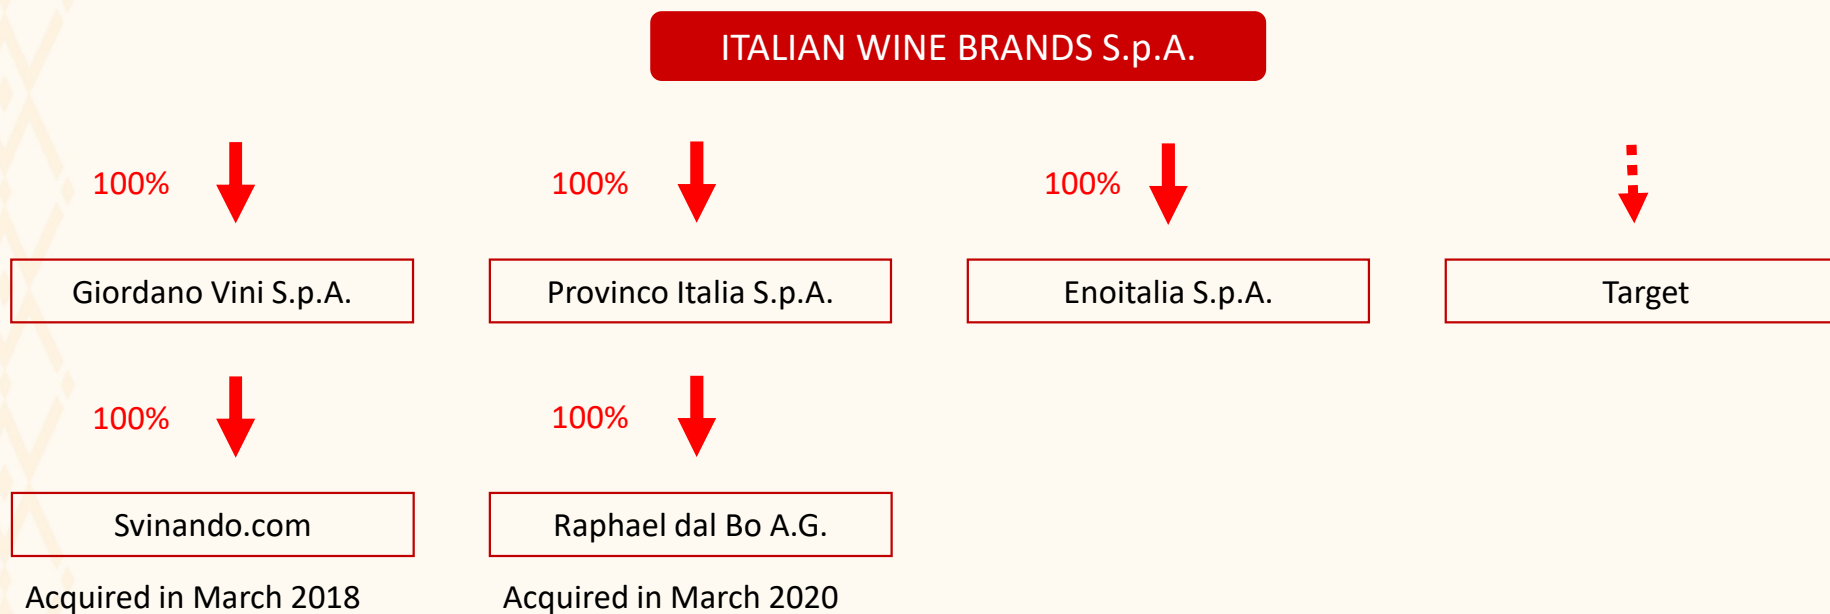 ITALIAN WINE BRANDS S.p.A.
100%
100%
100%
Giordano Vini S.p.A.
Provinco Italia S.p.A.
Enoitalia S.p.A.
Target
100%
100%
Svinando.com
Raphael dal Bo A.G.
Acquired in March 2018
Acquired in March 2020